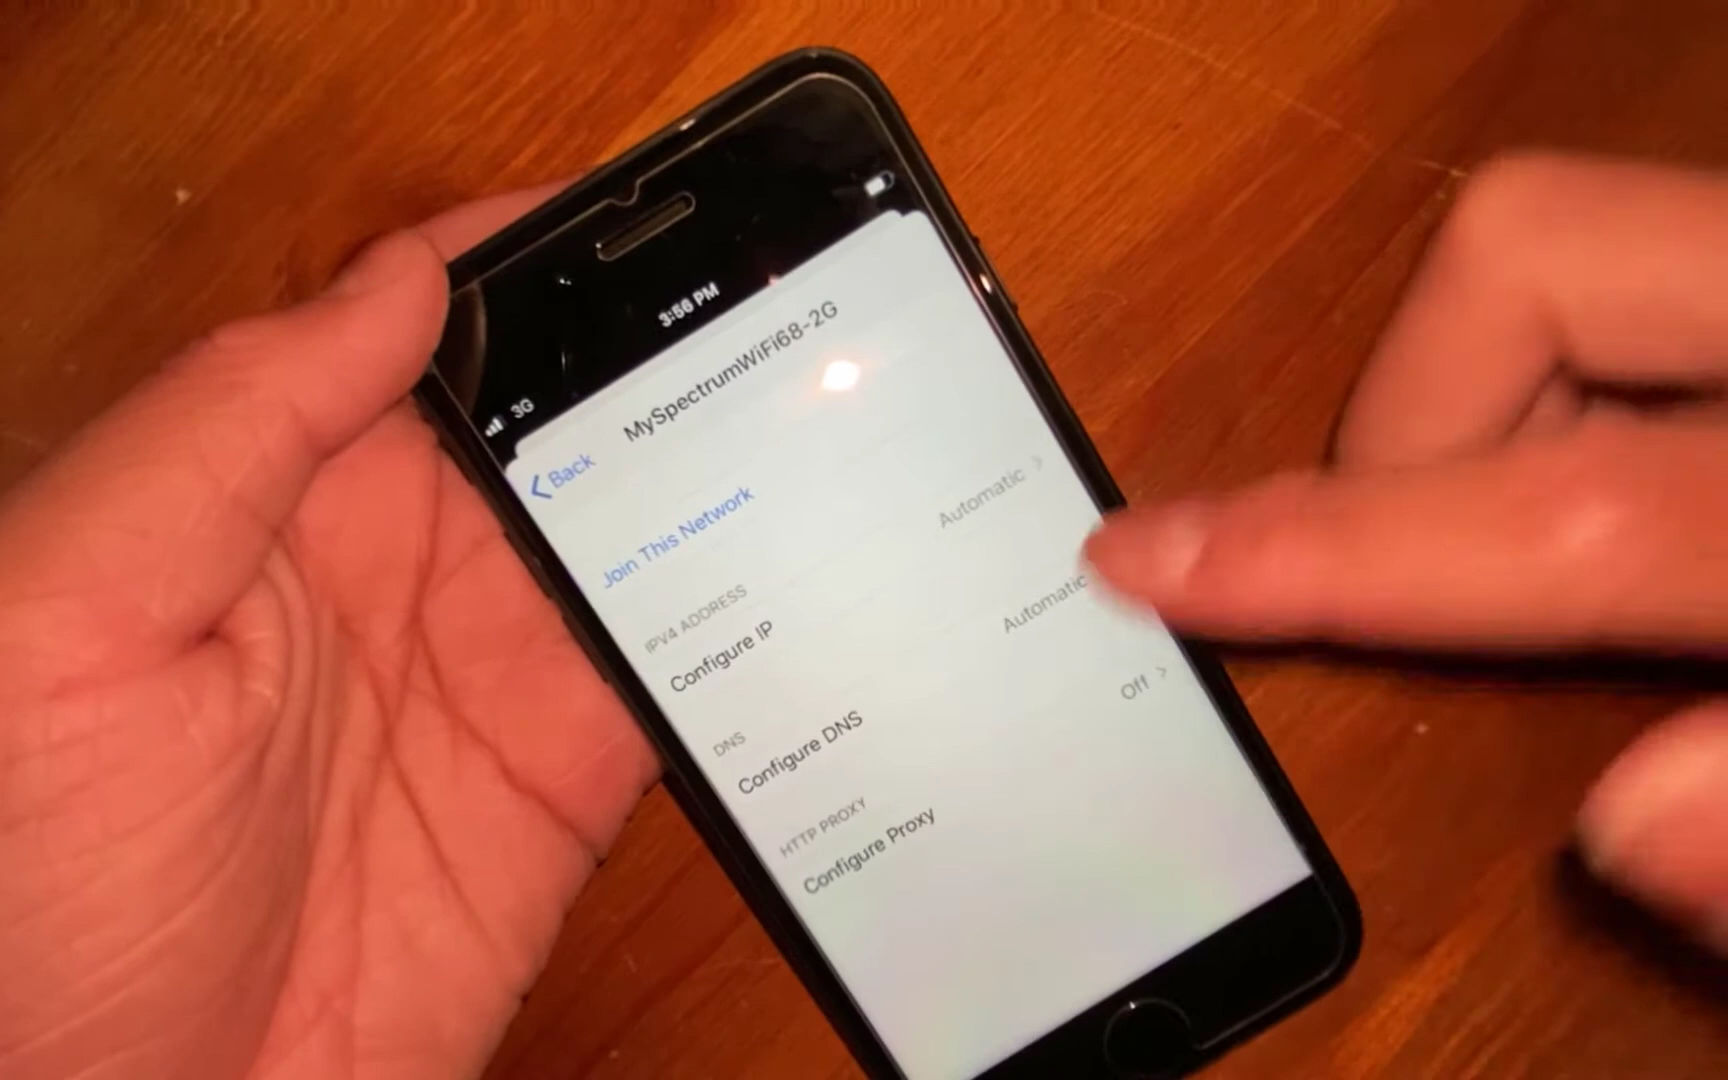 3G
3:56 PM
Back
MySpectrumWiFi68-2G
Join This Network
IPV4 ADDRESS
Configure IP
Automatic
DNS
Configure DNS
Automatic
HTTP PROXY
Configure Proxy
Off